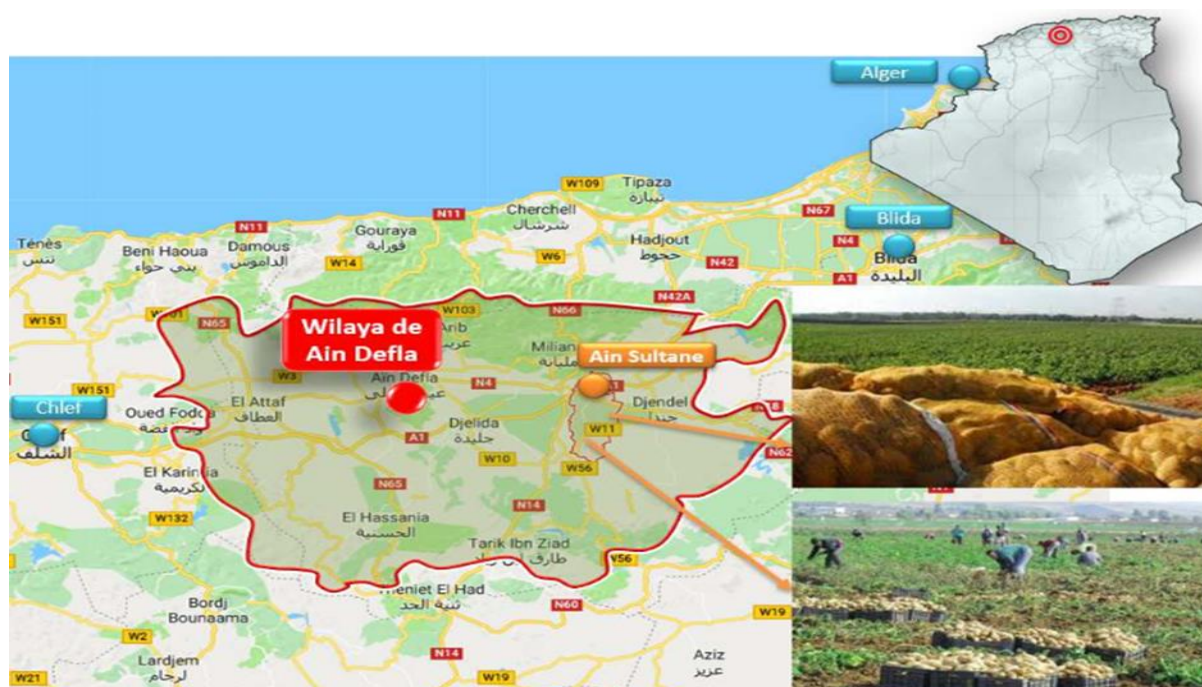 Alger
N11
N11
W109
Tipaza
تيبازة
Cherchell
شرشال
N67
Blida
Ténès
تنس
Beni Haoua
بني حواء
Damous
الداموس
Gouraya
قوراية
W14
W6
Hadjout
حجوط
N4
N42
Blida
البليدة
A1
N42A
W151
N65
W103
N66
Wilaya de
Ain Defla
Ain Sultane
W151
W3
Aïn Defla
N4
Chlef
Oued Fodda
El Attaf
العطاف
Djendel
جندل
Djelida
جليدة
A1
W11
الشلف
W10
W56
N62
El Karimia
الكريمية
N65
W132
El Hassania
الحسنية
N14
Tarik Ibn Ziad
W56
Theniet El Had
ثنية الحد
Bordj
Bounaama
N60
W19
W2
N14
Lardjem
لرجام
Aziz
عزيز
W21
W19